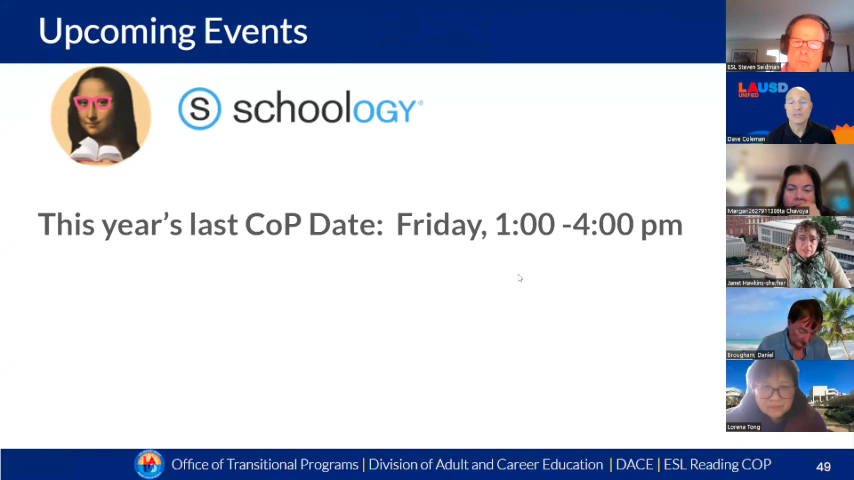 Upcoming Events
S schoology®
This year's last CoP Date: Friday, 1:00 -4:00 pm
Office of Transitional Programs | Division of Adult and Career Education | DACE | ESL Reading COP
49
ESL Steven Seidman
LAUSD
UNIFIED
Dave Coleman
Janet Hawkins-she/her
Brougham, Daniel
Lorena Tong